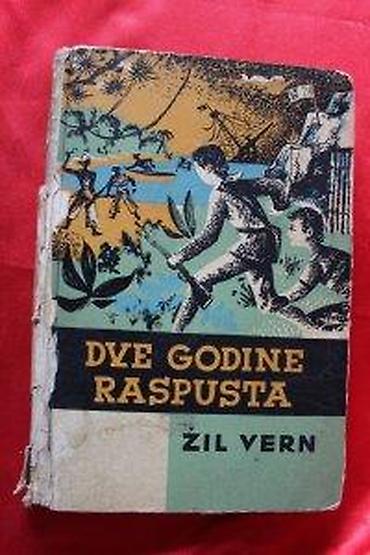 DVE GODINE
RASPUSTA
ŽIL VERN